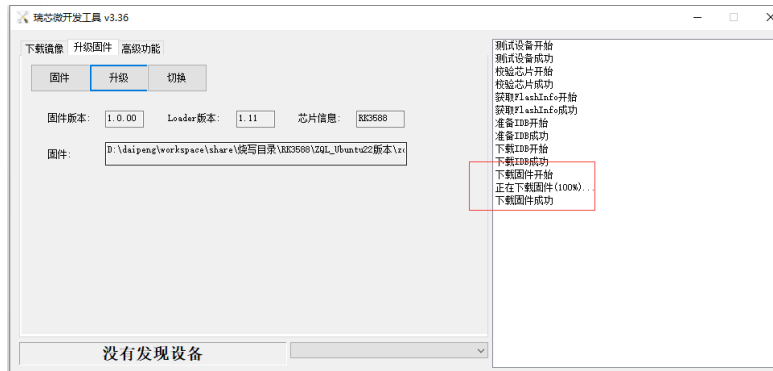 瑞芯微开发工具 v3.36
下载镜像 升级固件 高级功能
固件 升级 切换
固件版本: 1.0.00 Loader版本: 1.11 芯片信息: RK3588
固件: D:\daipeng\workspace\share\烧写目录\RK3588\ZQL_Ubuntu22版本\
没有发现设备
测试设备开始
测试设备成功
校验芯片开始
校验芯片成功
获取FlashInfo开始
获取FlashInfo成功
准备IDB开始
准备IDB成功
下载IDB开始
下载IDB成功
下载固件开始
正在下载固件(100%)...
下载固件成功